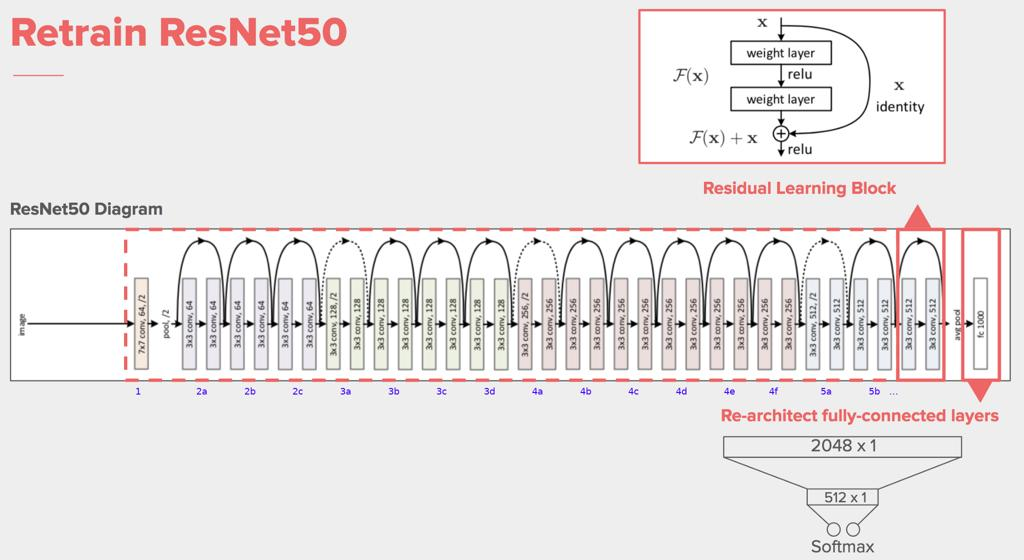 Retrain ResNet50
x
weight layer
relu
F(x)
weight layer
x
identity
F(x) + x
relu
Residual Learning Block
ResNet50 Diagram
image
7x7 conv, 64, /2
pool, /2
3x3 conv, 64
3x3 conv, 64
3x3 conv, 64
3x3 conv, 64
3x3 conv, 64
3x3 conv, 64
3x3 conv, 128, /2
3x3 conv, 128
3x3 conv, 128
3x3 conv, 128
3x3 conv, 128
3x3 conv, 128
3x3 conv, 128
3x3 conv, 128
3x3 conv, 256, /2
3x3 conv, 256
3x3 conv, 256
3x3 conv, 256
3x3 conv, 256
3x3 conv, 256
3x3 conv, 256
3x3 conv, 256
3x3 conv, 256
3x3 conv, 256
3x3 conv, 256
3x3 conv, 256
3x3 conv, 512, /2
3x3 conv, 512
3x3 conv, 512
3x3 conv, 512
3x3 conv, 512
3x3 conv, 512
avg pool
fc 1000
1 2a 2b 2c 3a 3b 3c 3d 4a 4b 4c 4d 4e 4f 5a 5b ...
Re-architect fully-connected layers
2048 x 1
512 x 1
Softmax